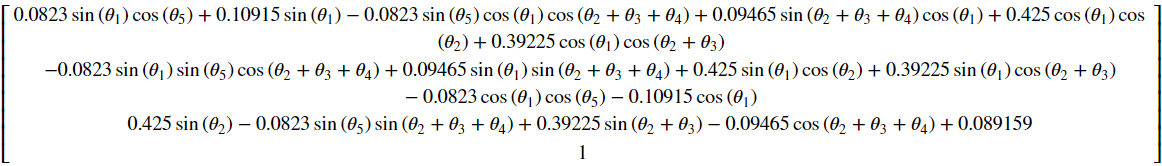 0.0823 sin (θ₁) cos (θ₅) + 0.10915 sin (θ₁) − 0.0823 sin (θ₅) cos (θ₁) cos (θ₂ + θ₃ + θ₄) + 0.09465 sin (θ₂ + θ₃ + θ₄) cos (θ₁) + 0.425 cos (θ₁) cos
(θ₂) + 0.39225 cos (θ₁) cos (θ₂ + θ₃)
−0.0823 sin (θ₁) sin (θ₅) cos (θ₂ + θ₃ + θ₄) + 0.09465 sin (θ₁) sin (θ₂ + θ₃ + θ₄) + 0.425 sin (θ₁) cos (θ₂) + 0.39225 sin (θ₁) cos (θ₂ + θ₃)
− 0.0823 cos (θ₁) cos (θ₅) − 0.10915 cos (θ₁)
0.425 sin (θ₂) − 0.0823 sin (θ₅) sin (θ₂ + θ₃ + θ₄) + 0.39225 sin (θ₂ + θ₃) − 0.09465 cos (θ₂ + θ₃ + θ₄) + 0.089159
1